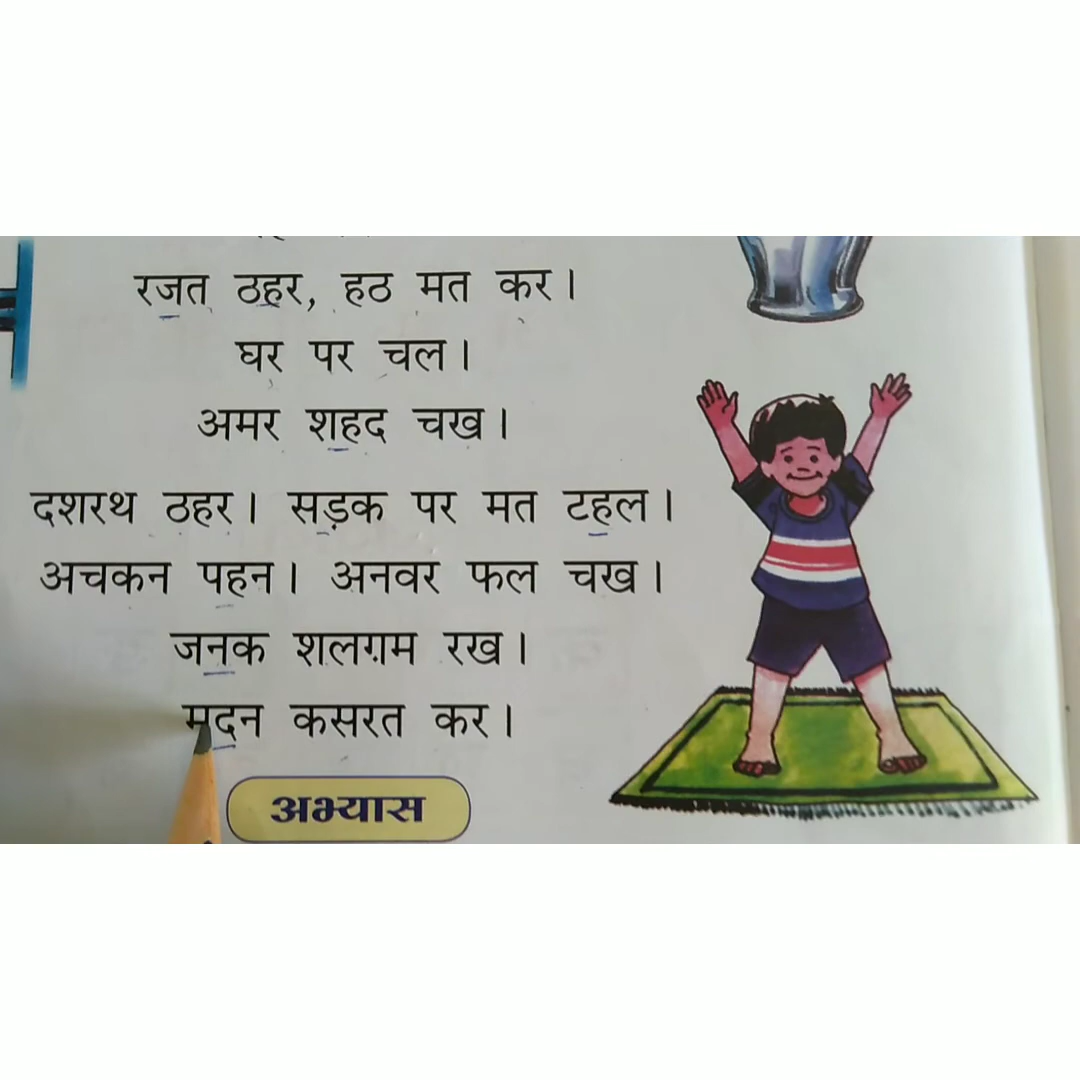 रजत ठहर, हठ मत कर।
घर पर चल।
अमर शहद चख।
दशरथ ठहर। सड़क पर मत टहल।
अचकन पहन। अनवर फल चख।
जनक शलग़म रख।
मदन कसरत कर।
अभ्यास